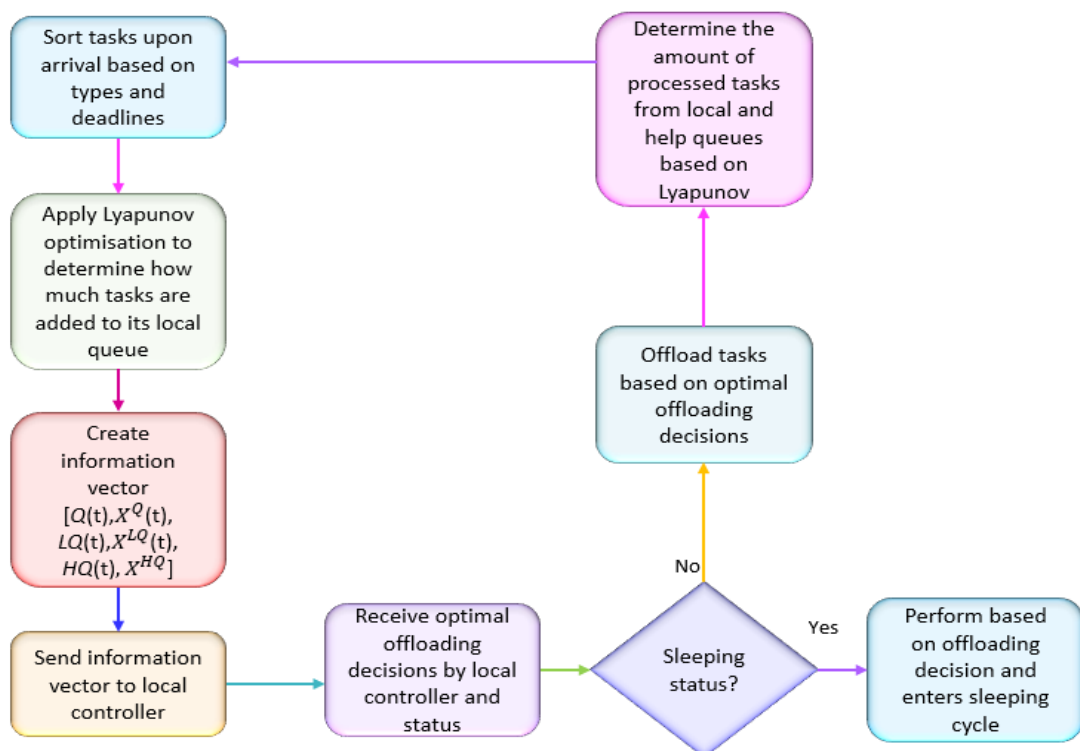 Sort tasks upon
arrival based on
types and
deadlines
Apply Lyapunov
optimisation to
determine how
much tasks are
added to its local
queue
Create
information
vector
[Q(t),X^Q(t),
LQ(t),X^{LQ}(t),
HQ(t), X^{HQ}]
Send information
vector to local
controller
Receive optimal
offloading
decisions by local
controller and
status
Sleeping
status?
No
Yes
Offload tasks
based on optimal
offloading
decisions
Determine the
amount of
processed tasks
from local and
help queues
based on
Lyapunov
Perform based
on offloading
decision and
enters sleeping
cycle